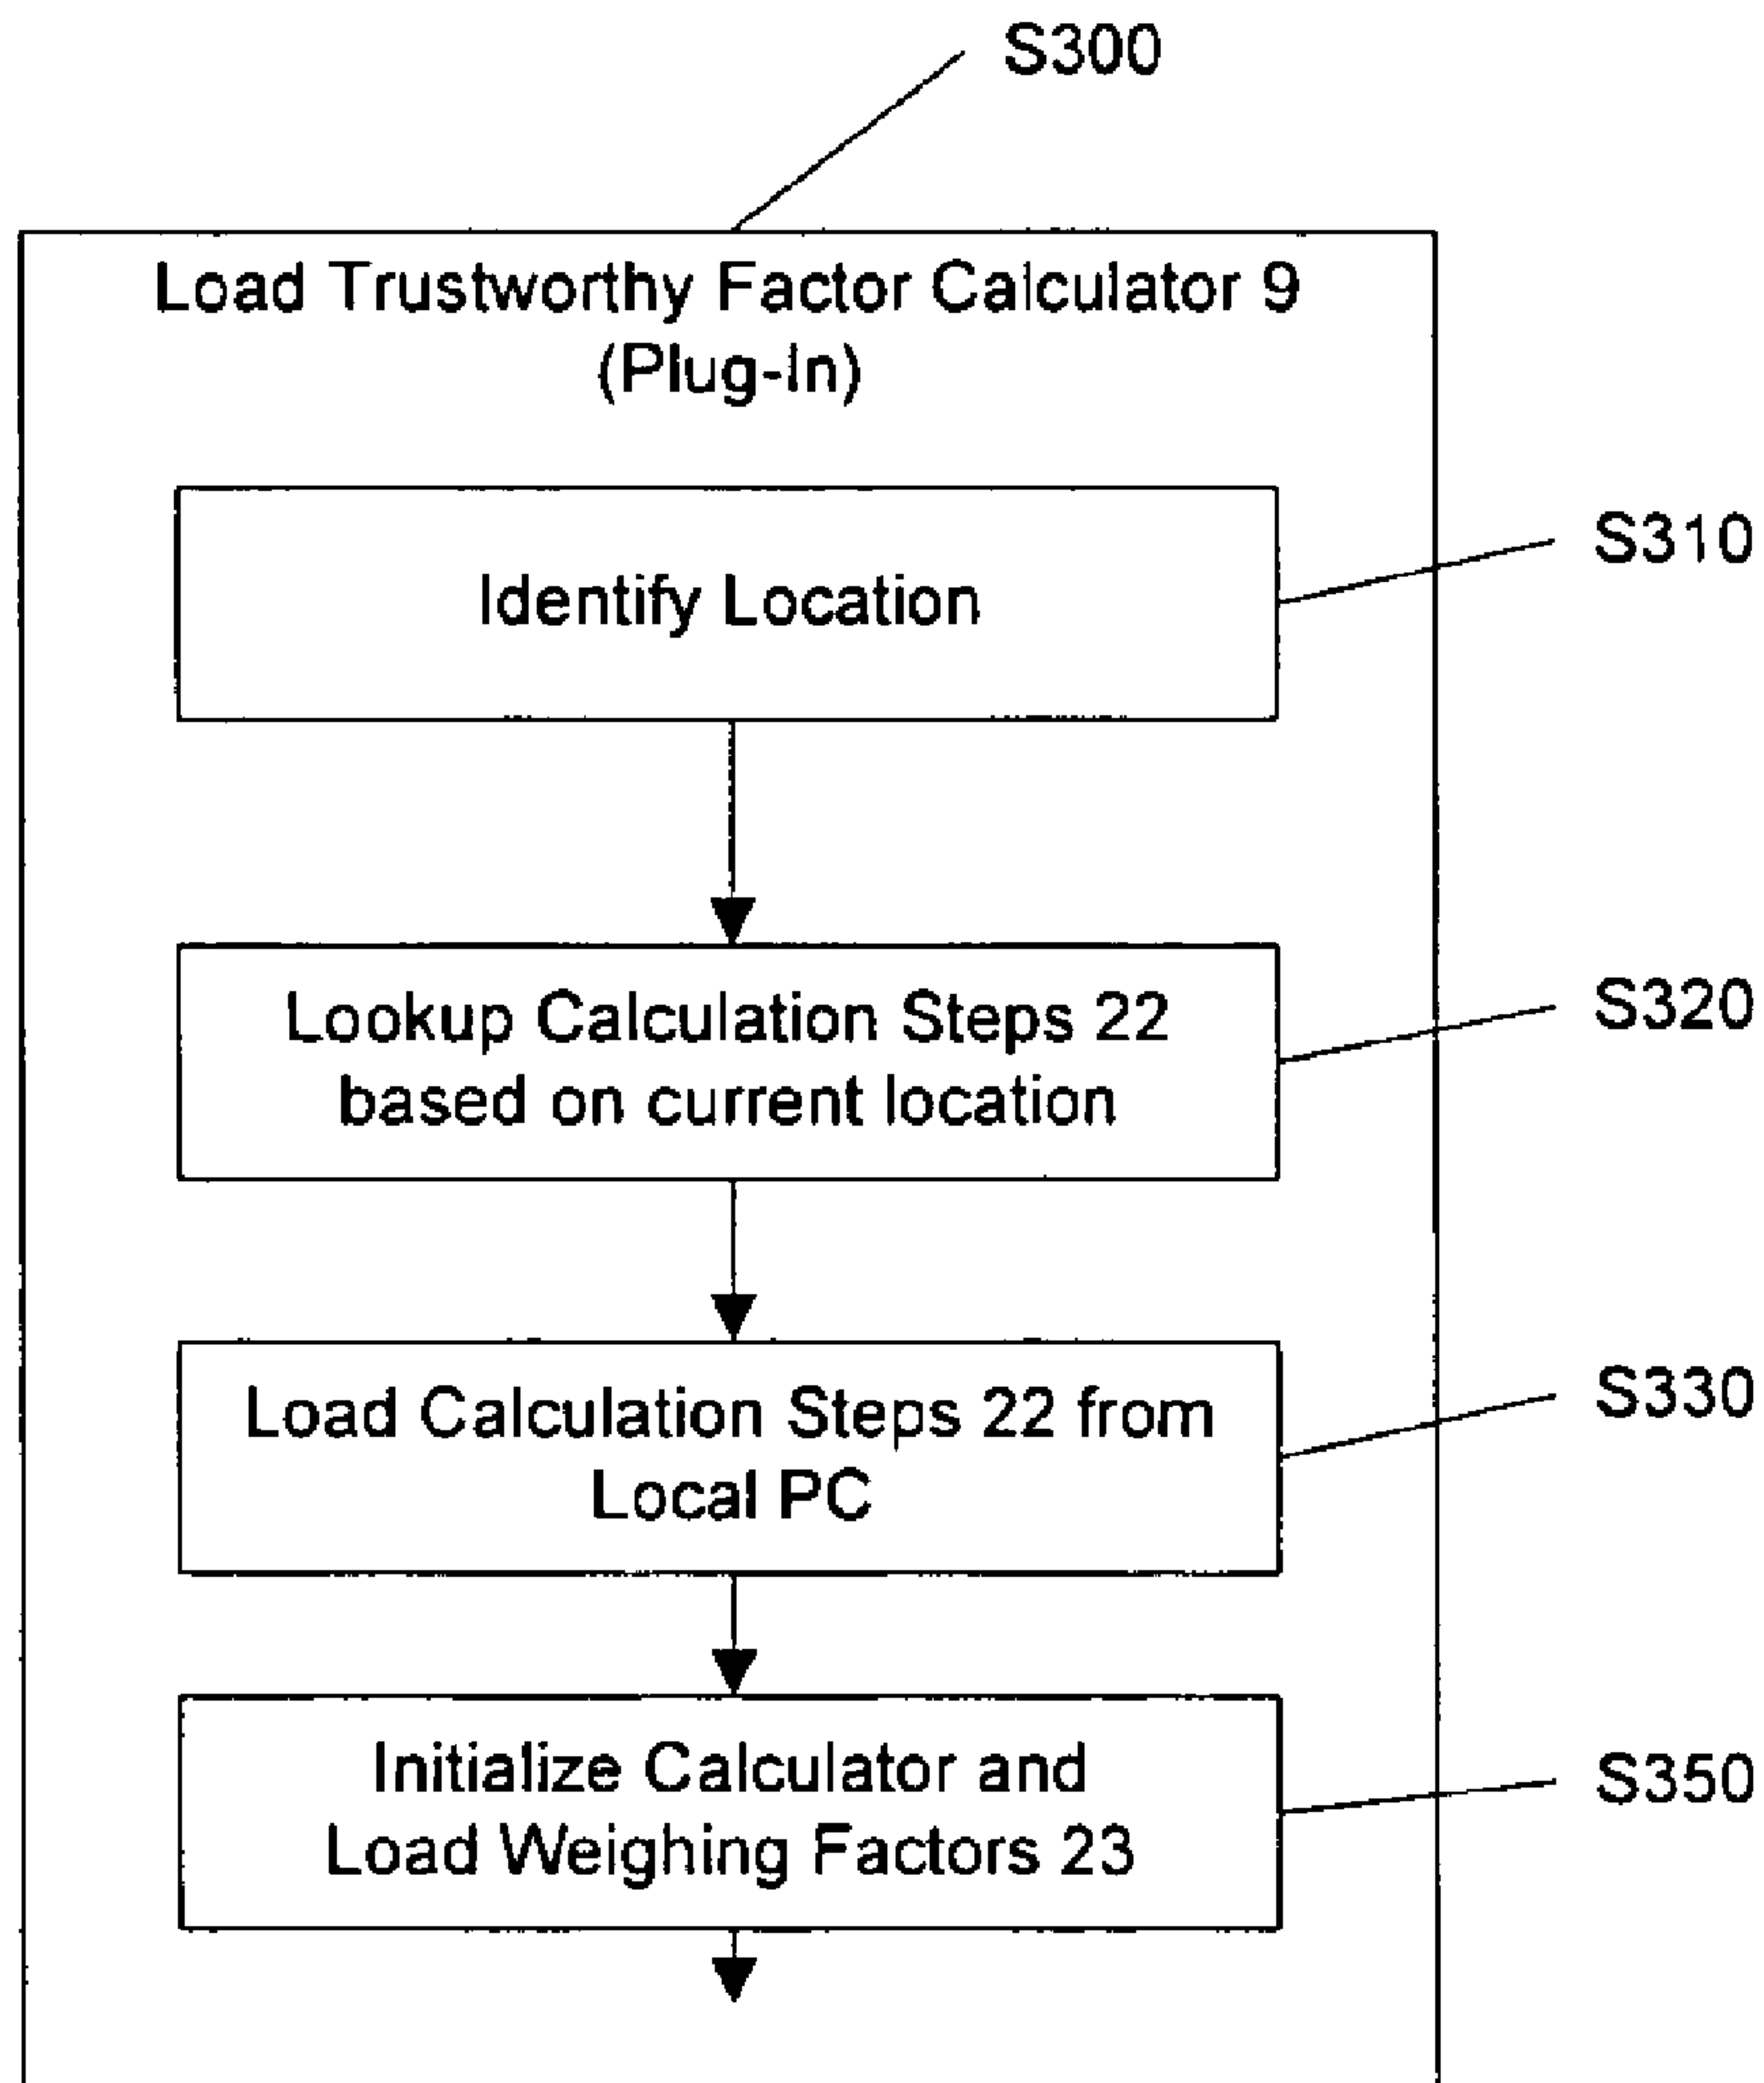 S300
Load Trustworthy Factor Calculator 9
(Plug-In)
Identify Location
S310
Lookup Calculation Steps 22
based on current location
S320
Load Calculation Steps 22 from
Local PC
S330
Initialize Calculator and
Load Weighing Factors 23
S350